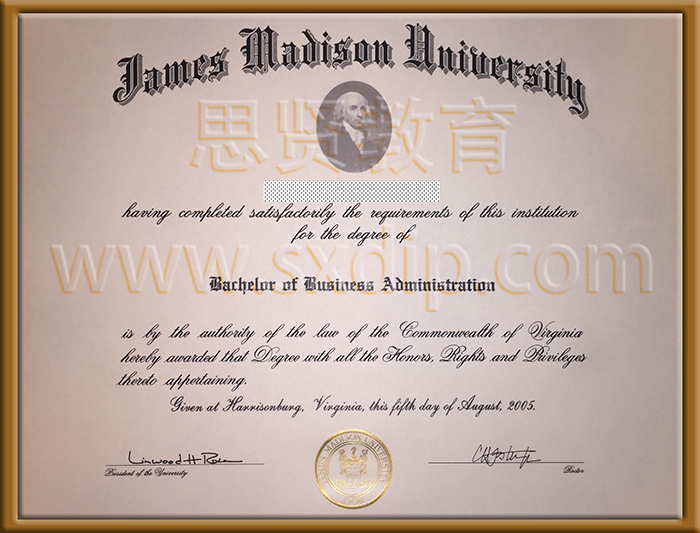 James Madison University
思贤教育
having completed satisfactorily the requirements of this institution
for the degree of
www.sxdip.com
Bachelor of Business Administration
is by the authority of the law of the Commonwealth of Virginia
hereby awarded that Degree with all the Honors, Rights and Privileges
thereto appertaining.
Given at Harrisonburg, Virginia, this fifth day of August, 2005.
Linwood H. Rose
President of the University
Rector